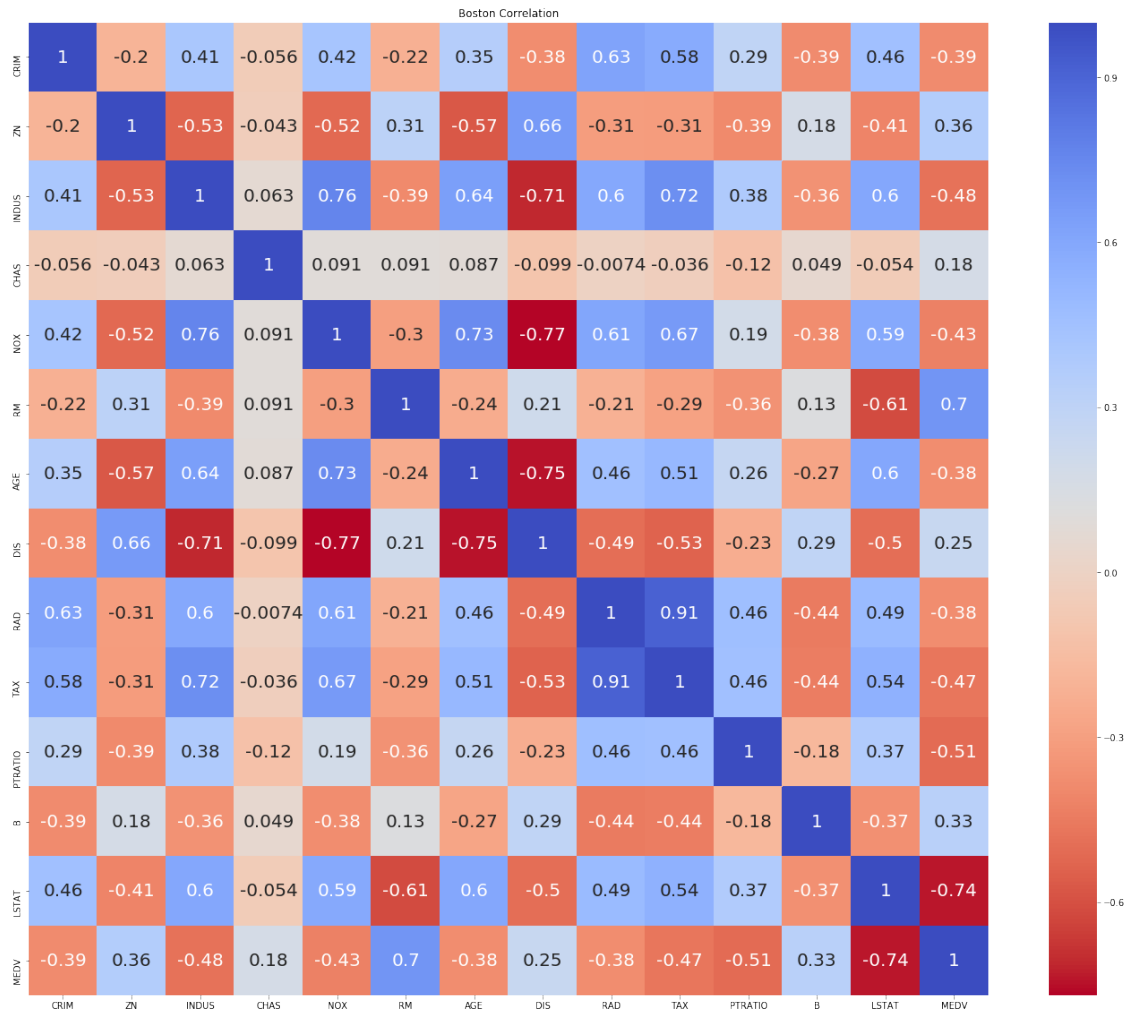 Boston Correlation
CRIM 1 -0.2 0.41 -0.056 0.42 -0.22 0.35 -0.38 0.63 0.58 0.29 -0.39 0.46 -0.39
ZN -0.2 1 -0.53 -0.043 -0.52 0.31 -0.57 0.66 -0.31 -0.31 -0.39 0.18 -0.41 0.36
INDUS 0.41 -0.53 1 0.063 0.76 -0.39 0.64 -0.71 0.6 0.72 0.38 -0.36 0.6 -0.48
CHAS -0.056 -0.043 0.063 1 0.091 0.091 0.087 -0.099 -0.0074 -0.036 -0.12 0.049 -0.054 0.18
NOX 0.42 -0.52 0.76 0.091 1 -0.3 0.73 -0.77 0.61 0.67 0.19 -0.38 0.59 -0.43
RM -0.22 0.31 -0.39 0.091 -0.3 1 -0.24 0.21 -0.21 -0.29 -0.36 0.13 -0.61 0.7
AGE 0.35 -0.57 0.64 0.087 0.73 -0.24 1 -0.75 0.46 0.51 0.26 -0.27 0.6 -0.38
DIS -0.38 0.66 -0.71 -0.099 -0.77 0.21 -0.75 1 -0.49 -0.53 -0.23 0.29 -0.5 0.25
RAD 0.63 -0.31 0.6 -0.0074 0.61 -0.21 0.46 -0.49 1 0.91 0.46 -0.44 0.49 -0.38
TAX 0.58 -0.31 0.72 -0.036 0.67 -0.29 0.51 -0.53 0.91 1 0.46 -0.44 0.54 -0.47
PTRATIO 0.29 -0.39 0.38 -0.12 0.19 -0.36 0.26 -0.23 0.46 0.46 1 -0.18 0.37 -0.51
B -0.39 0.18 -0.36 0.049 -0.38 0.13 -0.27 0.29 -0.44 -0.44 -0.18 1 -0.37 0.33
LSTAT 0.46 -0.41 0.6 -0.054 0.59 -0.61 0.6 -0.5 0.49 0.54 0.37 -0.37 1 -0.74
MEDV -0.39 0.36 -0.48 0.18 -0.43 0.7 -0.38 0.25 -0.38 -0.47 -0.51 0.33 -0.74 1
CRIM ZN INDUS CHAS NOX RM AGE DIS RAD TAX PTRATIO B LSTAT MEDV
0.9
0.6
0.3
0.0
−0.3
−0.6